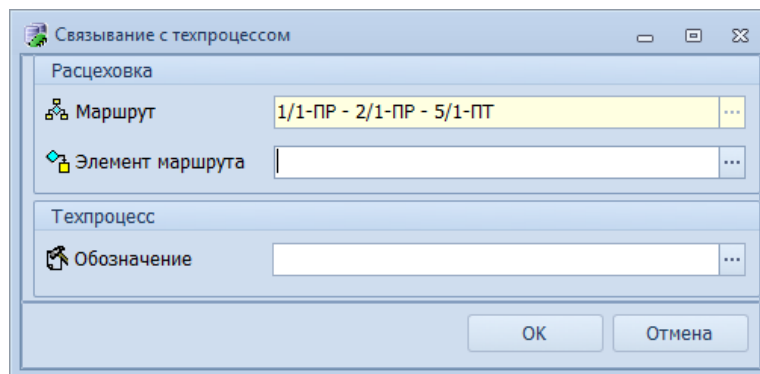 Связывание с техпроцессом
Расцеховка
Маршрут 1/1-ПР - 2/1-ПР - 5/1-ПТ ...
Элемент маршрута ...
Техпроцесс
Обозначение ...
ОК Отмена